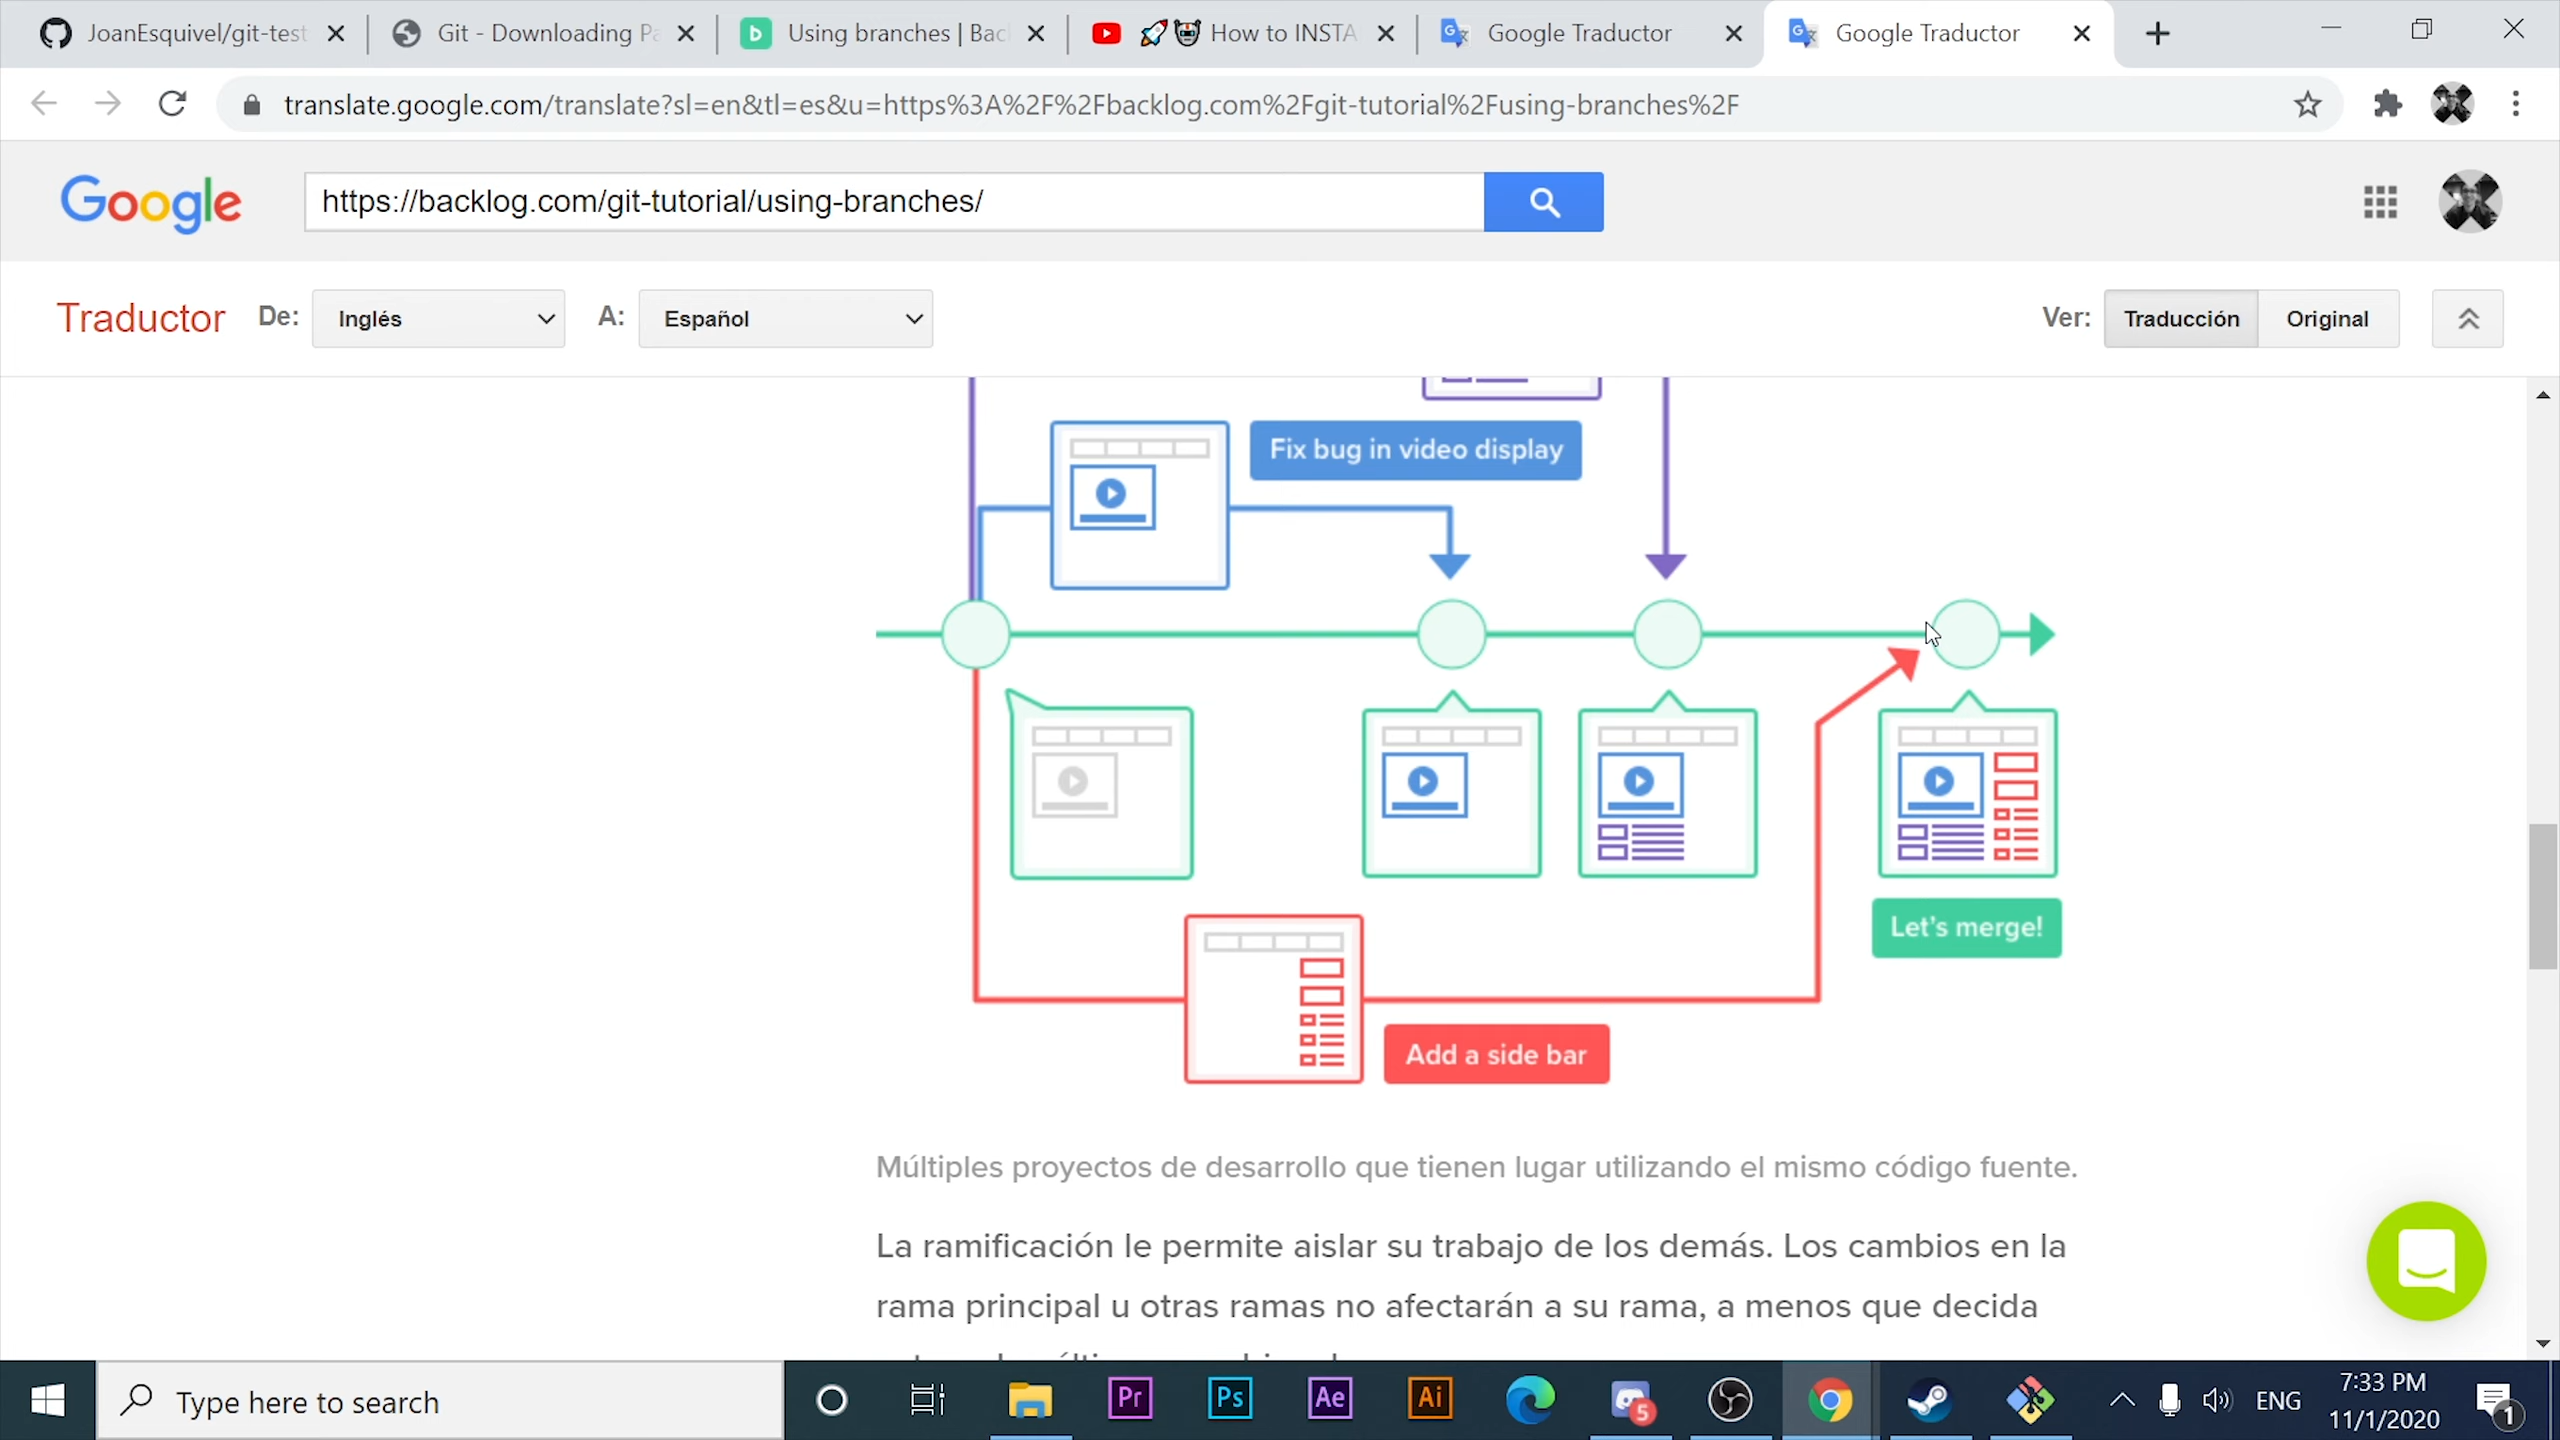 JoanEsquivel/git-test
Git - Downloading Pa
Using branches | Bac
How to INSTA
Google Traductor
Google Traductor
translate.google.com/translate?sl=en&tl=es&u=https%3A%2F%2Fbacklog.com%2Fgit-tutorial%2Fusing-branches%2F
Google
https://backlog.com/git-tutorial/using-branches/
Traductor De: Inglés A: Español Ver: Traducción Original
Fix bug in video display
Let's merge!
Add a side bar
Múltiples proyectos de desarrollo que tienen lugar utilizando el mismo código fuente.
La ramificación le permite aislar su trabajo de los demás. Los cambios en la
rama principal u otras ramas no afectarán a su rama, a menos que decida
Type here to search
Pr
Ps
Ae
Ai
5
ENG
7:33 PM
11/1/2020
1